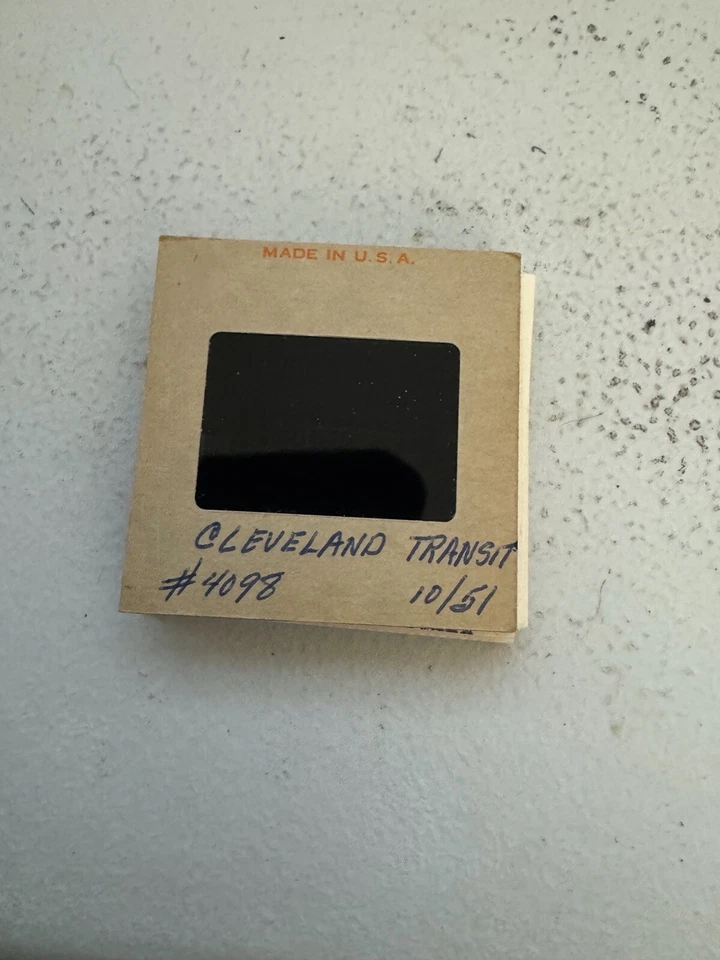 MADE IN U.S.A.
CLEVELAND TRANSIT
#4098 10/51